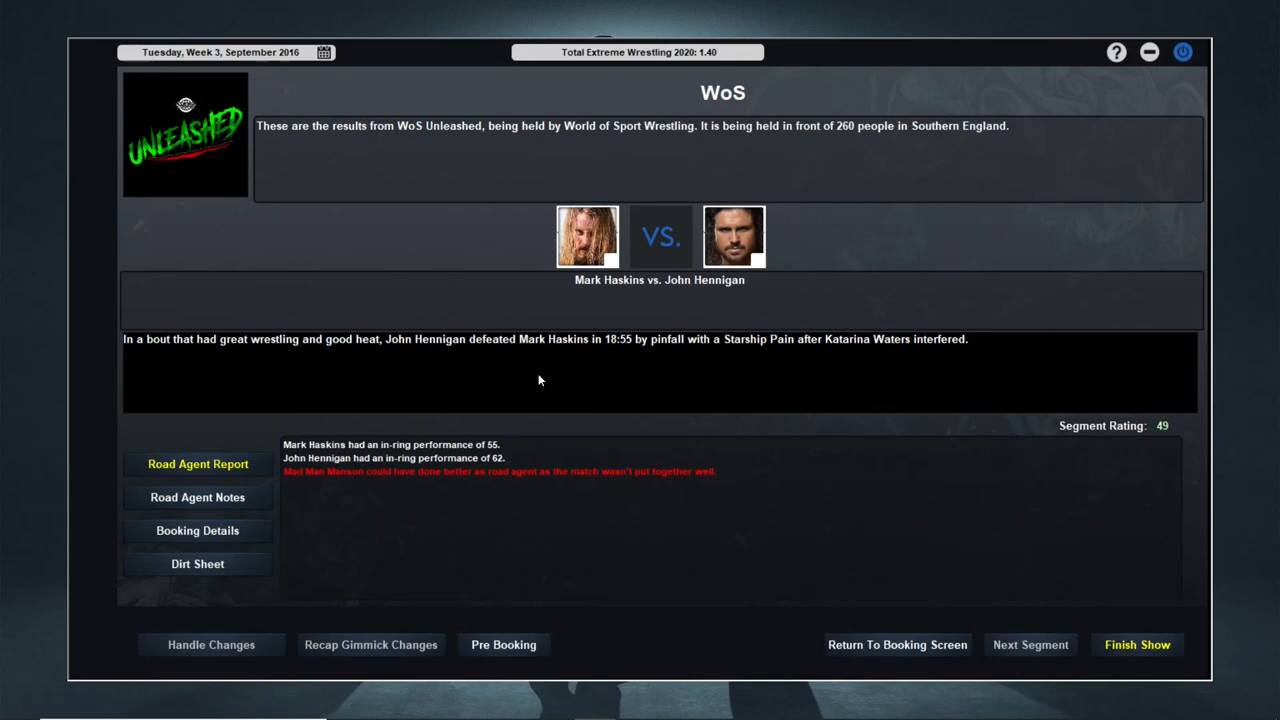 Tuesday, Week 3, September 2016
Total Extreme Wrestling 2020: 1.40
?
WoS
UNLEASHED
These are the results from WoS Unleashed, being held by World of Sport Wrestling. It is being held in front of 260 people in Southern England.
VS.
Mark Haskins vs. John Hennigan
In a bout that had great wrestling and good heat, John Hennigan defeated Mark Haskins in 18:55 by pinfall with a Starship Pain after Katarina Waters interfered.
Segment Rating: 49
Road Agent Report
Road Agent Notes
Booking Details
Dirt Sheet
Mark Haskins had an in-ring performance of 55.
John Hennigan had an in-ring performance of 62.
Mad Man Manson could have done better as road agent as the match wasn't put together well.
Handle Changes
Recap Gimmick Changes
Pre Booking
Return To Booking Screen
Next Segment
Finish Show